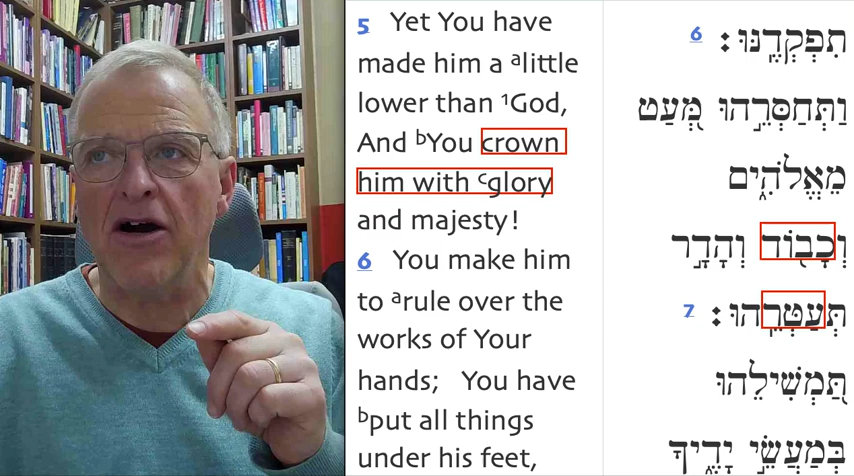 5 Yet You have
made him a ᵃlittle
lower than ¹God,
And ᵇYou crown
him with ᶜglory
and majesty!
6 You make him
to ᵃrule over the
works of Your
hands; You have
ᵇput all things
under his feet,
תִפְקְדֶֽנּוּ׃ 6
וַתְּחַסְּרֵ֣הוּ מְּ֭עַט
מֵאֱלֹהִ֑ים
וְכָב֖וֹד וְהָדָ֣ר
תְּעַטְּרֵֽהוּ׃ 7
תַּ֭מְשִׁילֵהוּ
בְּמַעֲשֵׂ֣י יָדֶ֑יךָ